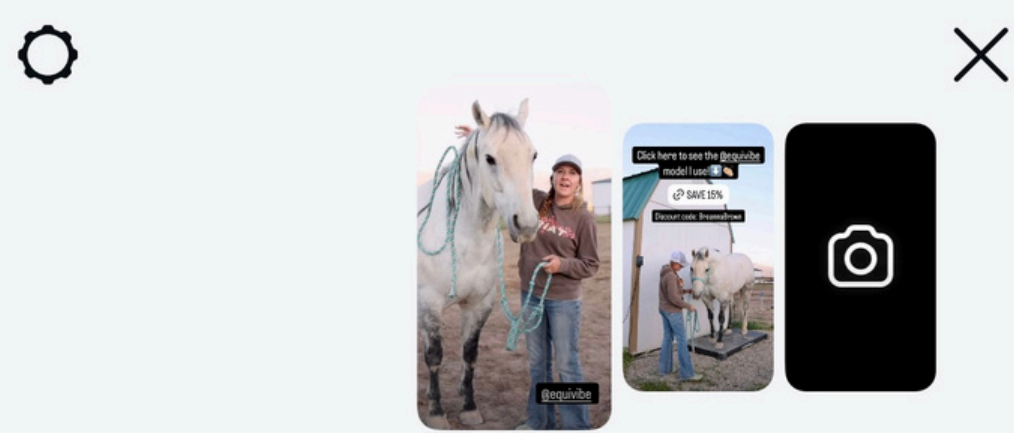 @equivibe
Click here to see the @equivibe
model I use!⬇️👏🏼
SAVE 15%
Discount code: BreannaBrown